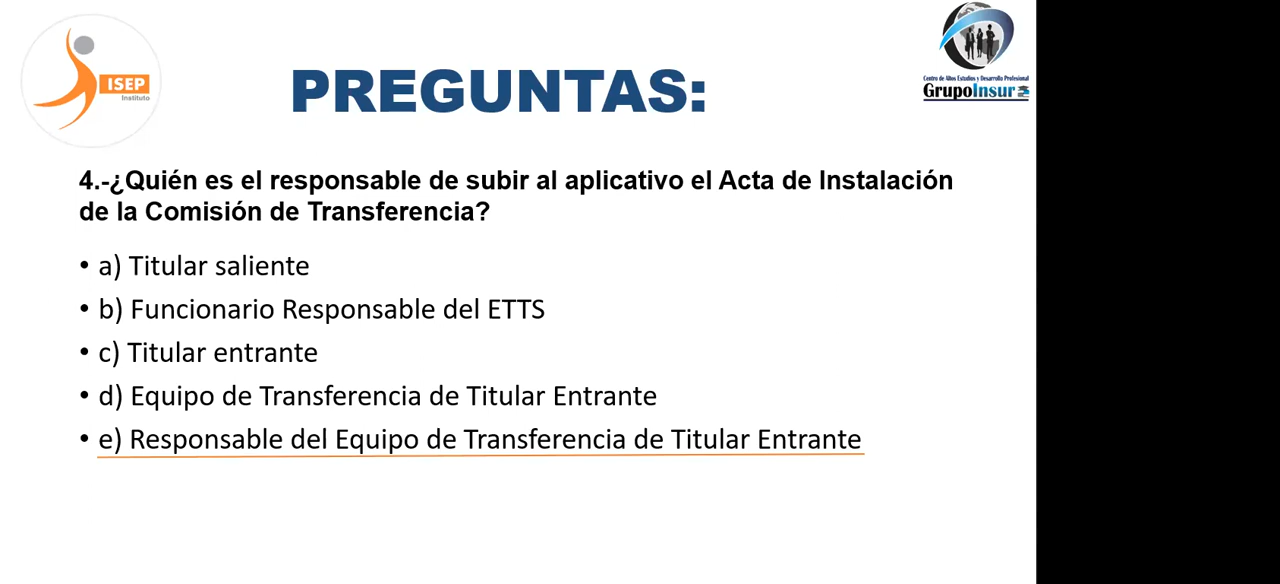 ISEP
Instituto
PREGUNTAS:
Centro de Altos Estudios y Desarrollo Profesional
GrupoInsur
4.-¿Quién es el responsable de subir al aplicativo el Acta de Instalación
de la Comisión de Transferencia?
• a) Titular saliente
• b) Funcionario Responsable del ETTS
• c) Titular entrante
• d) Equipo de Transferencia de Titular Entrante
• e) Responsable del Equipo de Transferencia de Titular Entrante